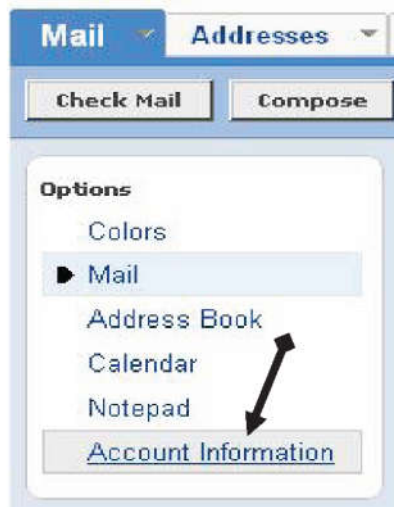 Mail Addresses
Check Mail Compose
Options
Colors
Mail
Address Book
Calendar
Notepad
Account Information